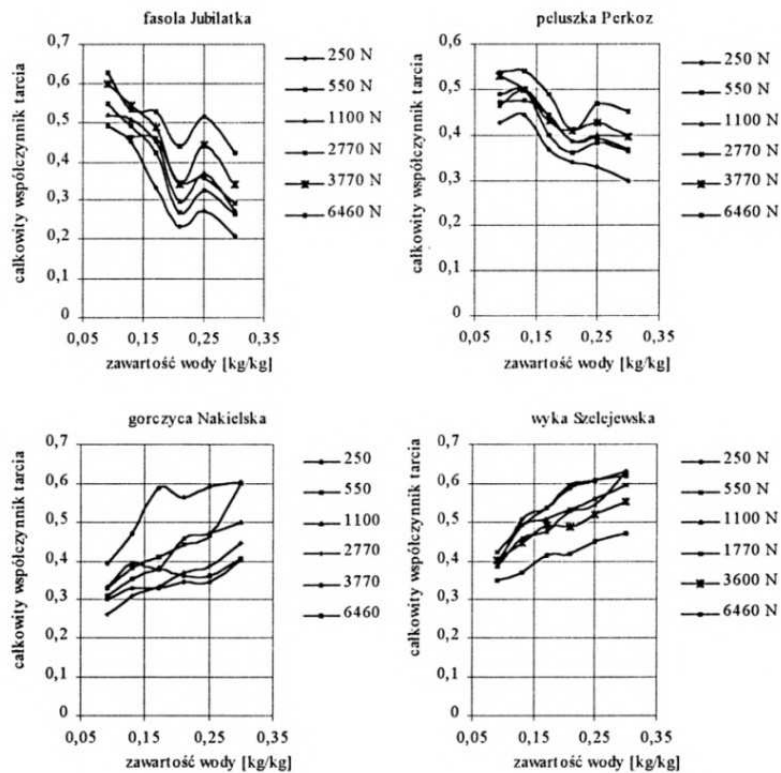 fasola Jubilatka
całkowity współczynnik tarcia
0,7
0,6
0,5
0,4
0,3
0,2
0,1
0
0,05 0,15 0,25 0,35
zawartość wody [kg/kg]
250 N
550 N
1100 N
2770 N
3770 N
6460 N
peluszka Perkoz
całkowity współczynnik tarcia
0,6
0,5
0,4
0,3
0,2
0,1
0
0,05 0,15 0,25 0,35
zawartość wody [kg/kg]
250 N
550 N
1100 N
2770 N
3770 N
6460 N
gorczyca Nakielska
całkowity współczynnik tarcia
0,7
0,6
0,5
0,4
0,3
0,2
0,1
0
0,05 0,15 0,25 0,35
zawartość wody [kg/kg]
250
550
1100
2770
3770
6460
wyka Szelejewska
całkowity współczynnik tarcia
0,7
0,6
0,5
0,4
0,3
0,2
0,1
0
0,05 0,15 0,25 0,35
zawartość wody [kg/kg]
250 N
550 N
1100 N
1770 N
3600 N
6460 N